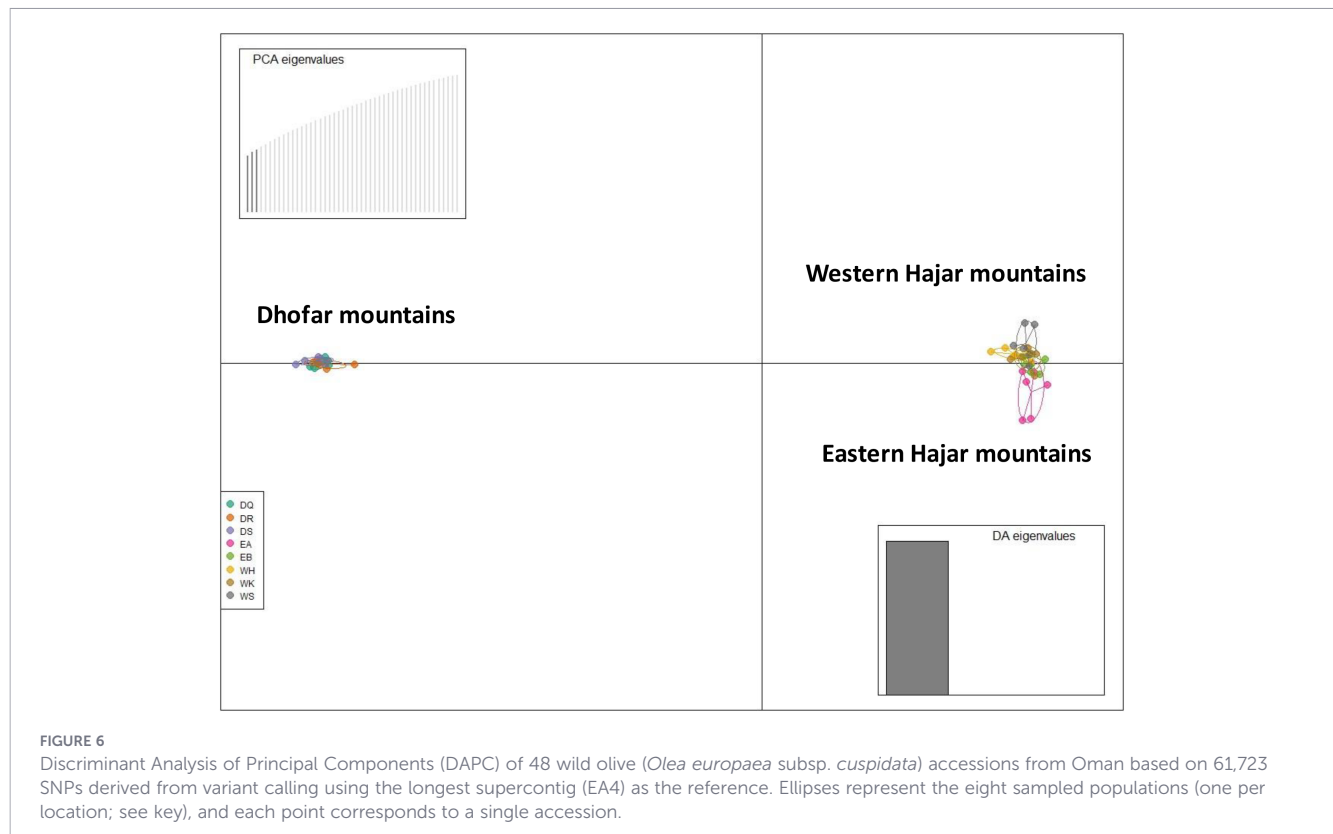 PCA eigenvalues
Western Hajar mountains
Dhofar mountains
Eastern Hajar mountains
DQ
DR
DS
EA
EB
WH
WK
WS
DA eigenvalues
FIGURE 6
Discriminant Analysis of Principal Components (DAPC) of 48 wild olive (Olea europaea subsp. cuspidata) accessions from Oman based on 61,723
SNPs derived from variant calling using the longest supercontig (EA4) as the reference. Ellipses represent the eight sampled populations (one per
location; see key), and each point corresponds to a single accession.